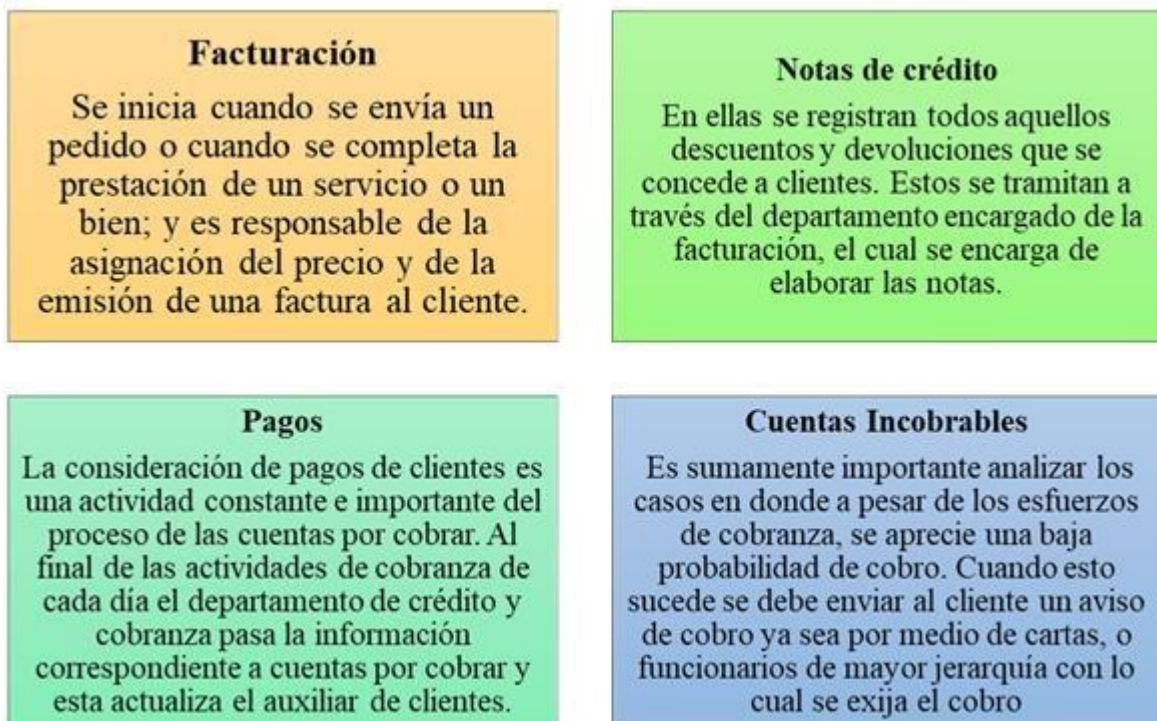 Facturación
Se inicia cuando se envía un
pedido o cuando se completa la
prestación de un servicio o un
bien; y es responsable de la
asignación del precio y de la
emisión de una factura al cliente.
Notas de crédito
En ellas se registran todos aquellos
descuentos y devoluciones que se
concede a clientes. Estos se tramitan a
través del departamento encargado de la
facturación, el cual se encarga de
elaborar las notas.
Pagos
La consideración de pagos de clientes es
una actividad constante e importante del
proceso de las cuentas por cobrar. Al
final de las actividades de cobranza de
cada día el departamento de crédito y
cobranza pasa la información
correspondiente a cuentas por cobrar y
esta actualiza el auxiliar de clientes.
Cuentas Incobrables
Es sumamente importante analizar los
casos en donde a pesar de los esfuerzos
de cobranza, se aprecie una baja
probabilidad de cobro. Cuando esto
sucede se debe enviar al cliente un aviso
de cobro ya sea por medio de cartas, o
funcionarios de mayor jerarquía con lo
cual se exija el cobro